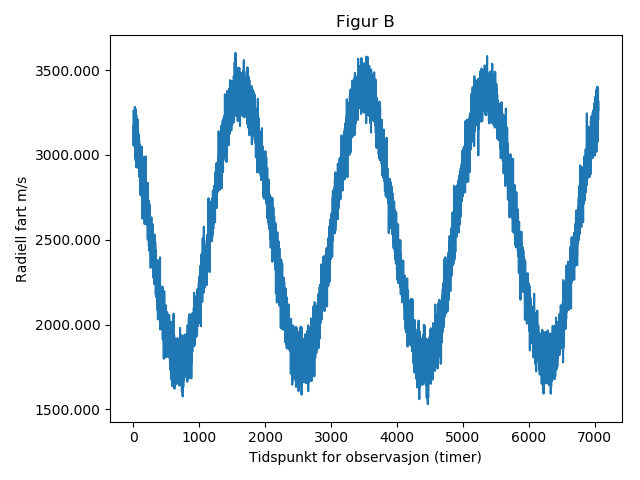 Figur B
Radiell fart m/s
3500.000
3000.000
2500.000
2000.000
1500.000
0 1000 2000 3000 4000 5000 6000 7000
Tidspunkt for observasjon (timer)